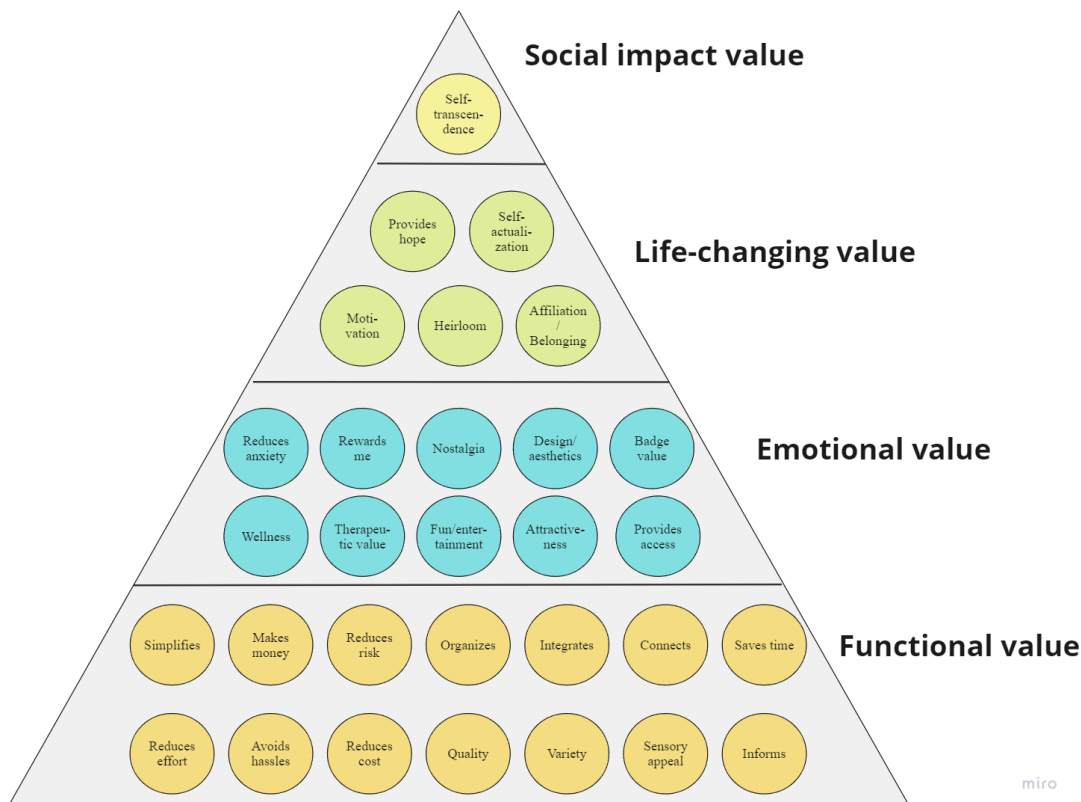 Social impact value
Self-
transcen-
dence
Provides
hope
Self-
actuali-
zation
Life-changing value
Moti-
vation
Heirloom
Affiliation
/
Belonging
Reduces
anxiety
Rewards
me
Nostalgia
Design/
aesthetics
Badge
value
Emotional value
Wellness
Therapeu-
tic value
Fun/enter-
tainment
Attractive-
ness
Provides
access
Simplifies
Makes
money
Reduces
risk
Organizes
Integrates
Connects
Saves time
Functional value
Reduces
effort
Avoids
hassles
Reduces
cost
Quality
Variety
Sensory
appeal
Informs
miro